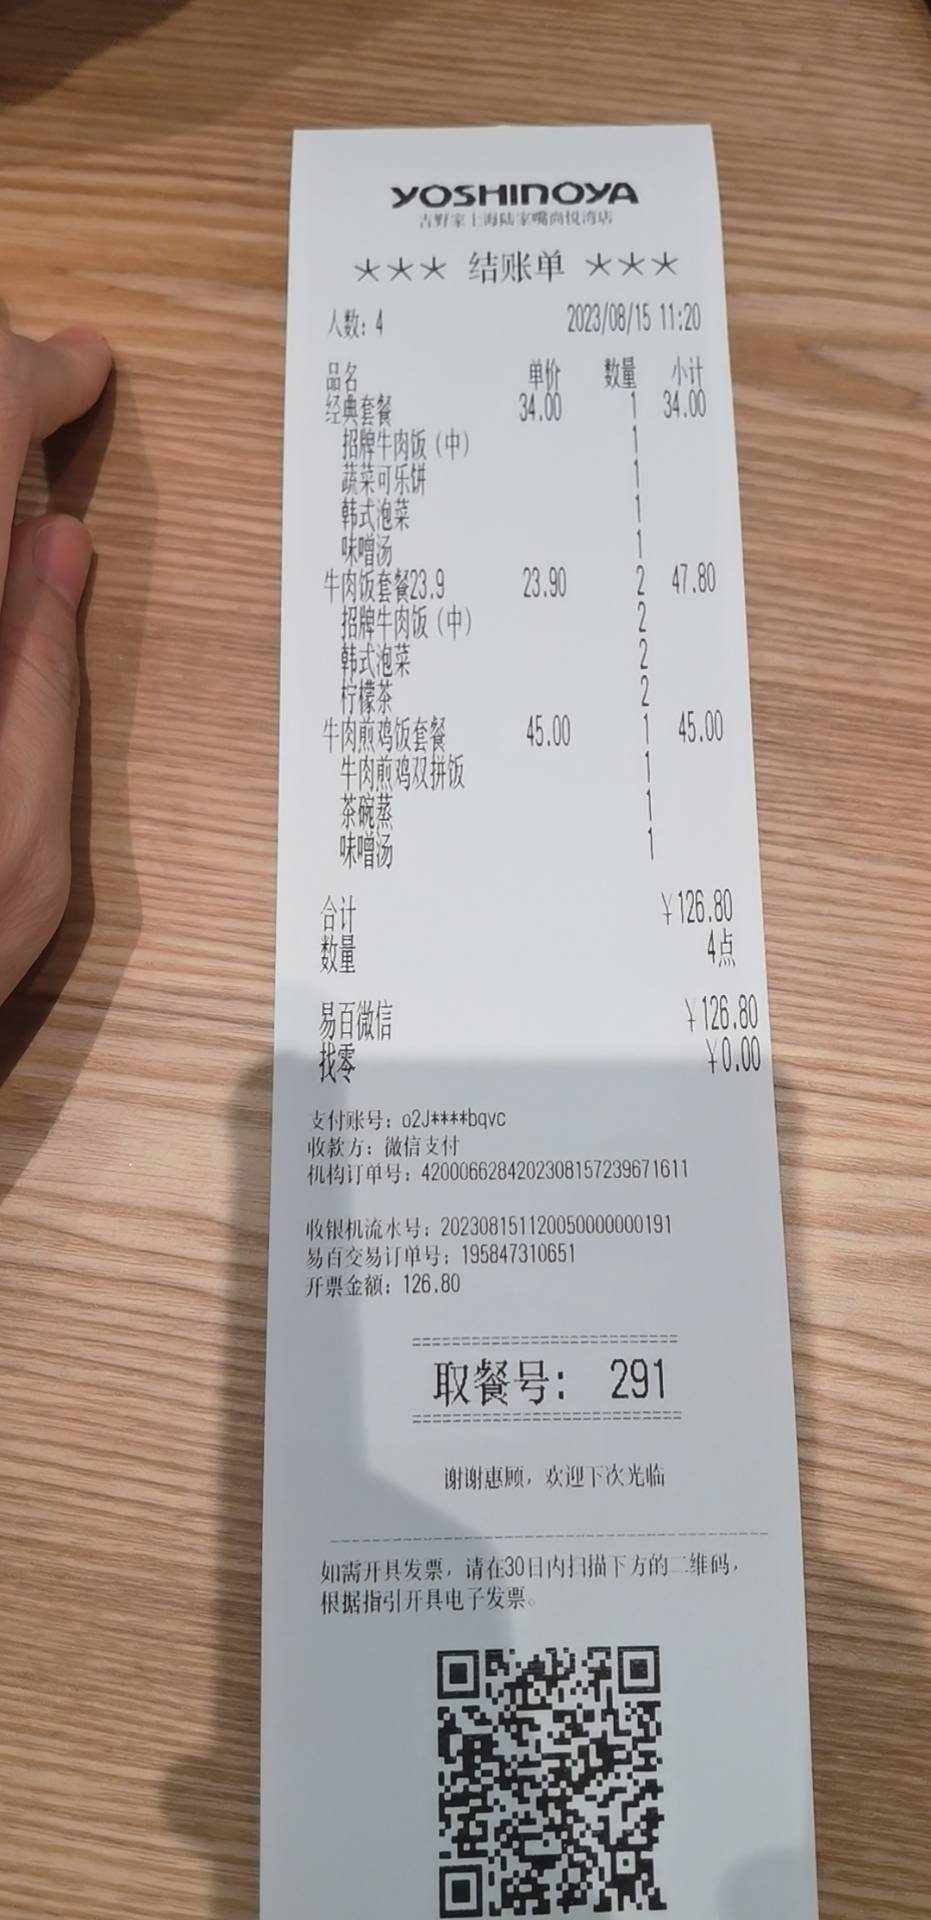 YOSHINOYA
吉野家上海陆家嘴尚悦湾店
*** 结账单 ***
人数: 4 2023/08/15 11:20
品名 单价 数量 小计
经典套餐 34.00 1 34.00
招牌牛肉饭(中) 1
蔬菜可乐饼 1
韩式泡菜 1
味噌汤 1
牛肉饭套餐23.9 23.90 2 47.80
招牌牛肉饭(中) 2
韩式泡菜 2
柠檬茶 2
牛肉煎鸡饭套餐 45.00 1 45.00
牛肉煎鸡双拼饭 1
茶碗蒸 1
味噌汤 1
合计 ¥126.80
数量 4点
易百微信 ¥126.80
找零 ¥0.00
支付账号: o2J****bqvc
收款方: 微信支付
机构订单号: 4200066284202308157239671611
收银机流水号: 20230815112005000000​0191
易百交易订单号: 195847310651
开票金额: 126.80
==============================
取餐号: 291
==============================
谢谢惠顾, 欢迎下次光临
如需开具发票, 请在30日内扫描下方的二维码,
根据指引开具电子发票。